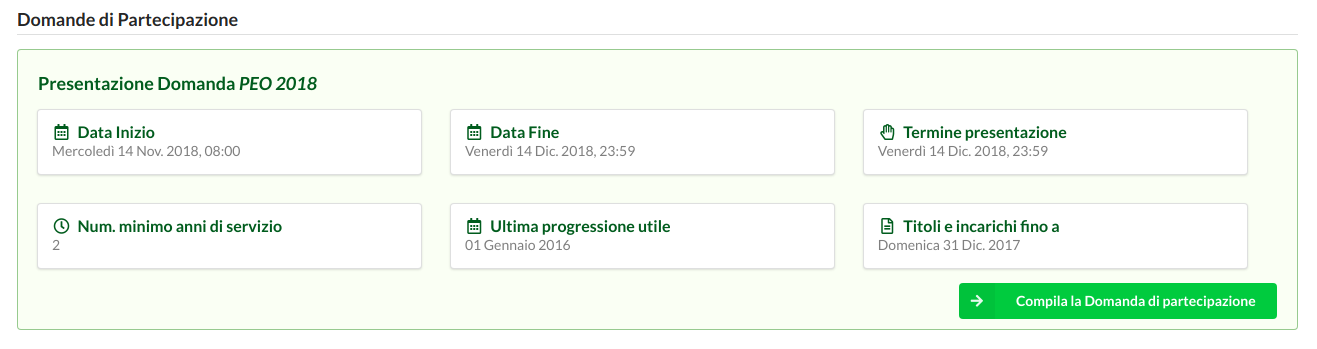 Domande di Partecipazione
Presentazione Domanda PEO 2018
Data Inizio
Mercoledì 14 Nov. 2018, 08:00
Data Fine
Venerdì 14 Dic. 2018, 23:59
Termine presentazione
Venerdì 14 Dic. 2018, 23:59
Num. minimo anni di servizio
2
Ultima progressione utile
01 Gennaio 2016
Titoli e incarichi fino a
Domenica 31 Dic. 2017
Compila la Domanda di partecipazione